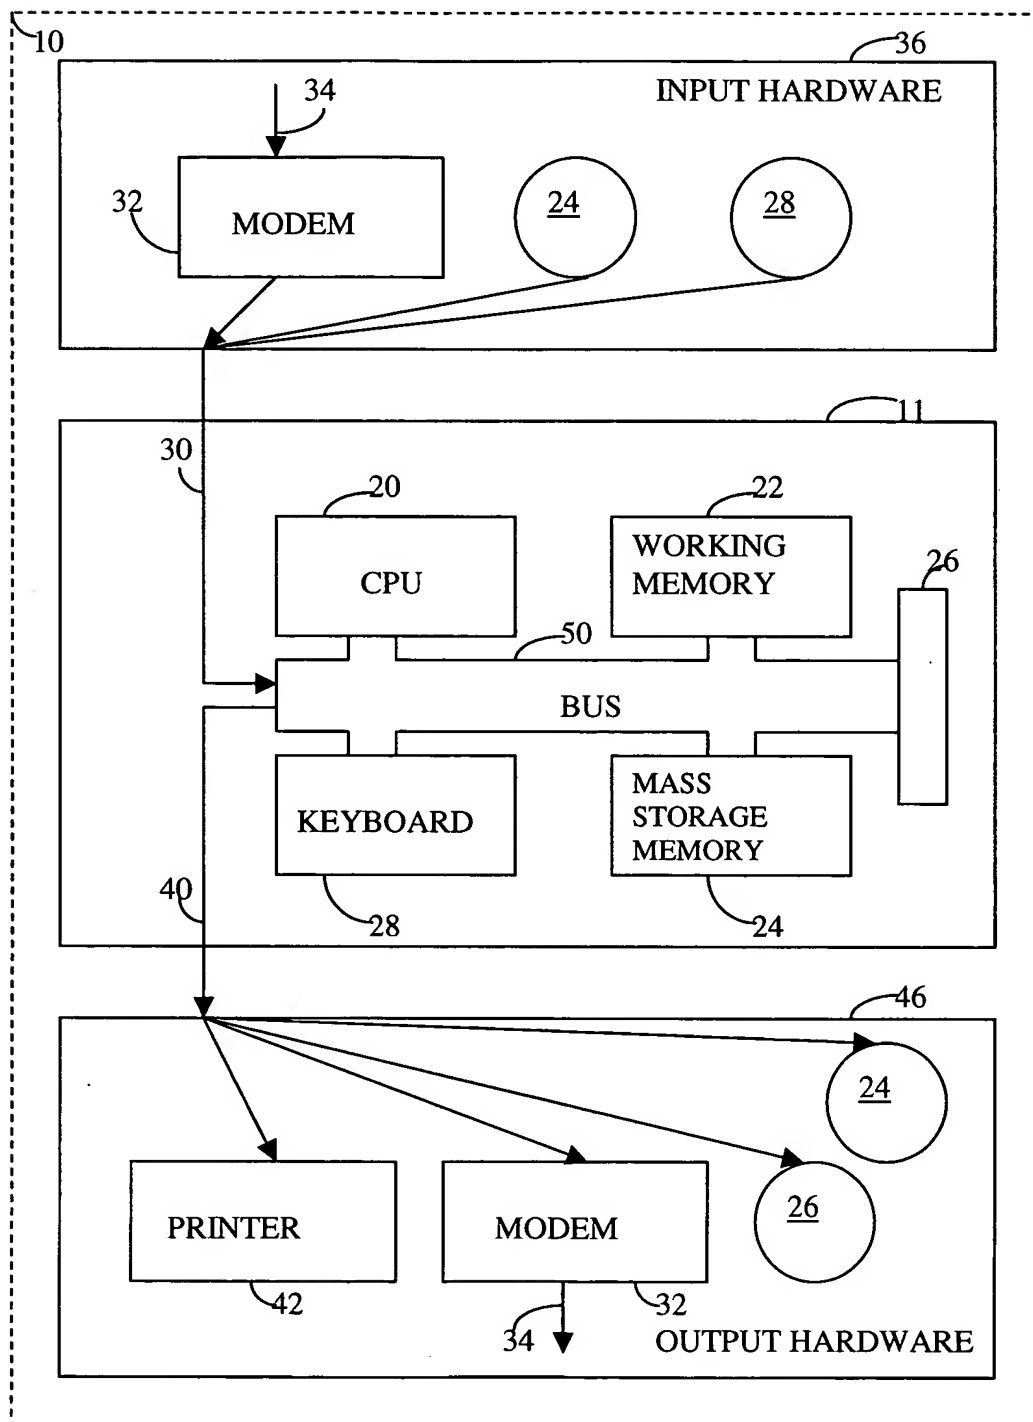 10
36
INPUT HARDWARE
34
32
MODEM
24
28
11
30
20
22
CPU
WORKING
MEMORY
26
50
BUS
KEYBOARD
MASS
STORAGE
MEMORY
40
28
24
46
24
26
PRINTER
MODEM
42
32
34
OUTPUT HARDWARE